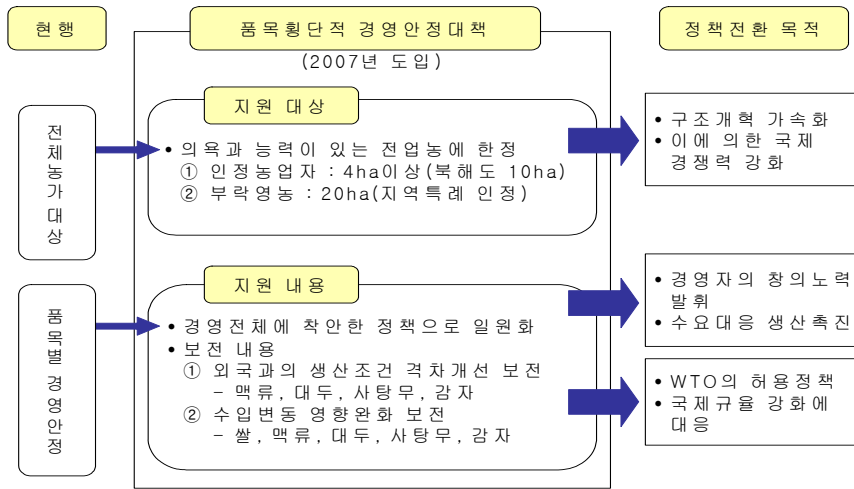 현행
품목횡단적 경영안정대책
(2007년 도입)
정책전환 목적
전체농가 대상
지원 대상
• 의욕과 능력이 있는 전업농에 한정
① 인정농업자 : 4ha이상(북해도 10ha)
② 부락영농 : 20ha(지역특례 인정)
• 구조개혁 가속화
• 이에 의한 국제
경쟁력 강화
품목별 경영안정
지원 내용
• 경영전체에 착안한 정책으로 일원화
• 보전 내용
① 외국과의 생산조건 격차개선 보전
- 맥류, 대두, 사탕무, 감자
② 수입변동 영향완화 보전
- 쌀, 맥류, 대두, 사탕무, 감자
• 경영자의 창의노력
발휘
• 수요대응 생산촉진
• WTO의 허용정책
• 국제규율 강화에
대응